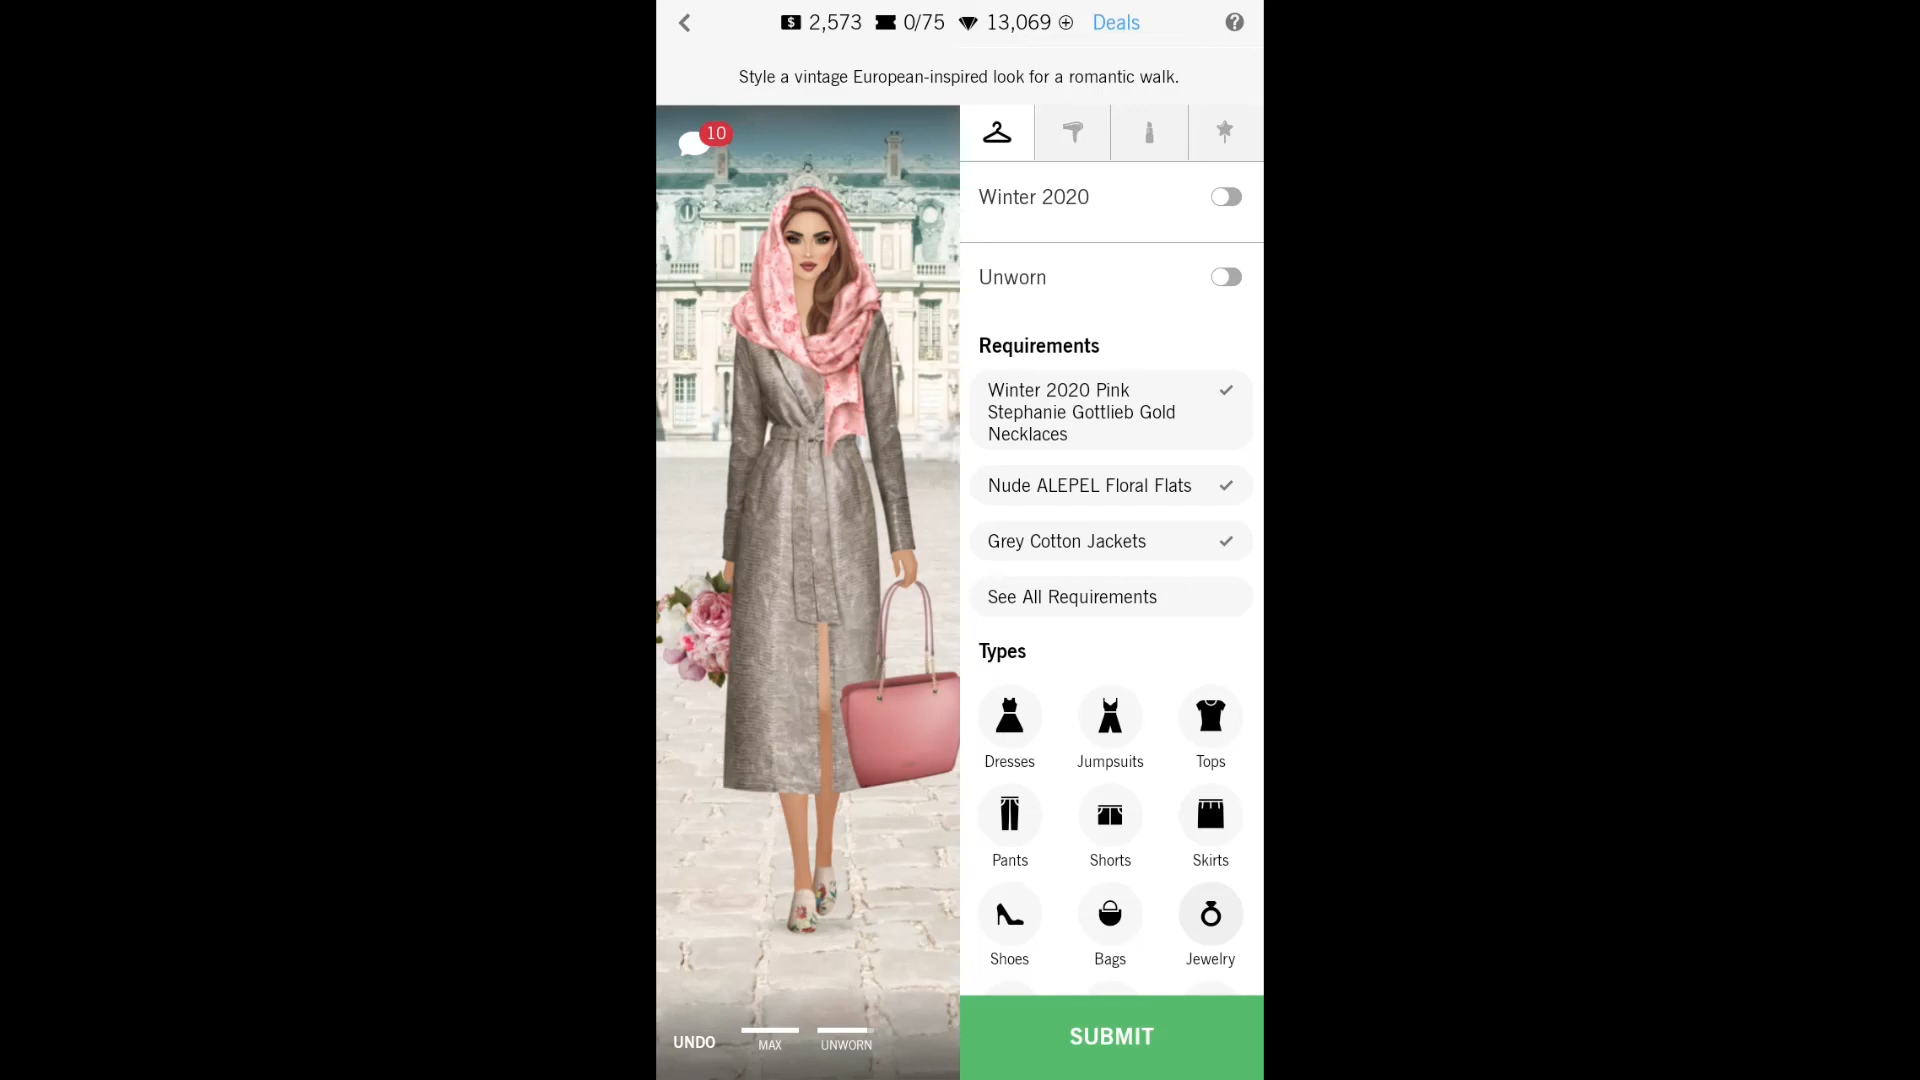 2,573 0/75 13,069 Deals
Style a vintage European-inspired look for a romantic walk.
10
Winter 2020
Unworn
Requirements
Winter 2020 Pink
Stephanie Gottlieb Gold
Necklaces
Nude ALEPEL Floral Flats
Grey Cotton Jackets
See All Requirements
Types
Dresses
Jumpsuits
Tops
Pants
Shorts
Skirts
Shoes
Bags
Jewelry
UNDO
MAX
UNWORN
SUBMIT